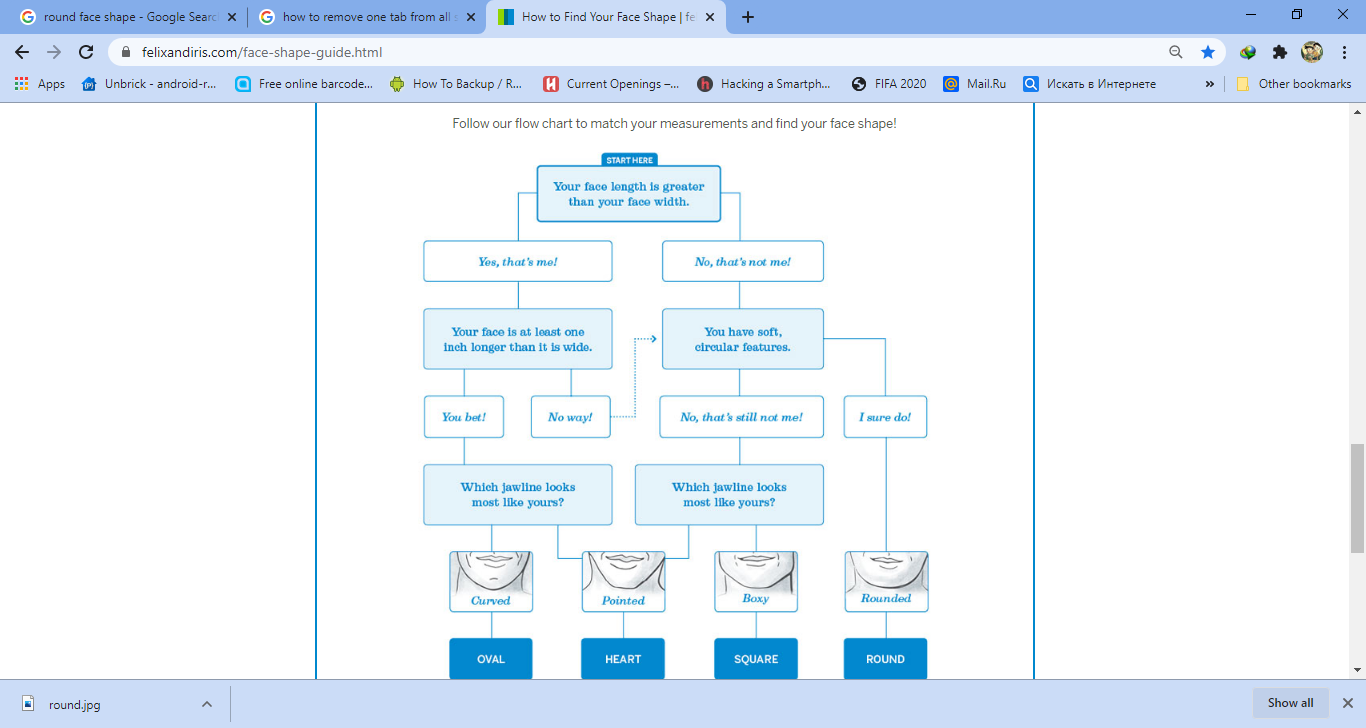 round face shape - Google Searc
how to remove one tab from all s
How to Find Your Face Shape | fe
felixandiris.com/face-shape-guide.html
Apps
Unbrick - android-r...
Free online barcode...
How To Backup / R...
Current Openings –...
Hacking a Smartph...
FIFA 2020
Mail.Ru
Искать в Интернете
»
Other bookmarks
Follow our flow chart to match your measurements and find your face shape!
START HERE
Your face length is greater
than your face width.
Yes, that's me!
No, that's not me!
Your face is at least one
inch longer than it is wide.
You have soft,
circular features.
You bet!
No way!
No, that's still not me!
I sure do!
Which jawline looks
most like yours?
Which jawline looks
most like yours?
Curved
Pointed
Boxy
Rounded
OVAL
HEART
SQUARE
ROUND
round.jpg
Show all